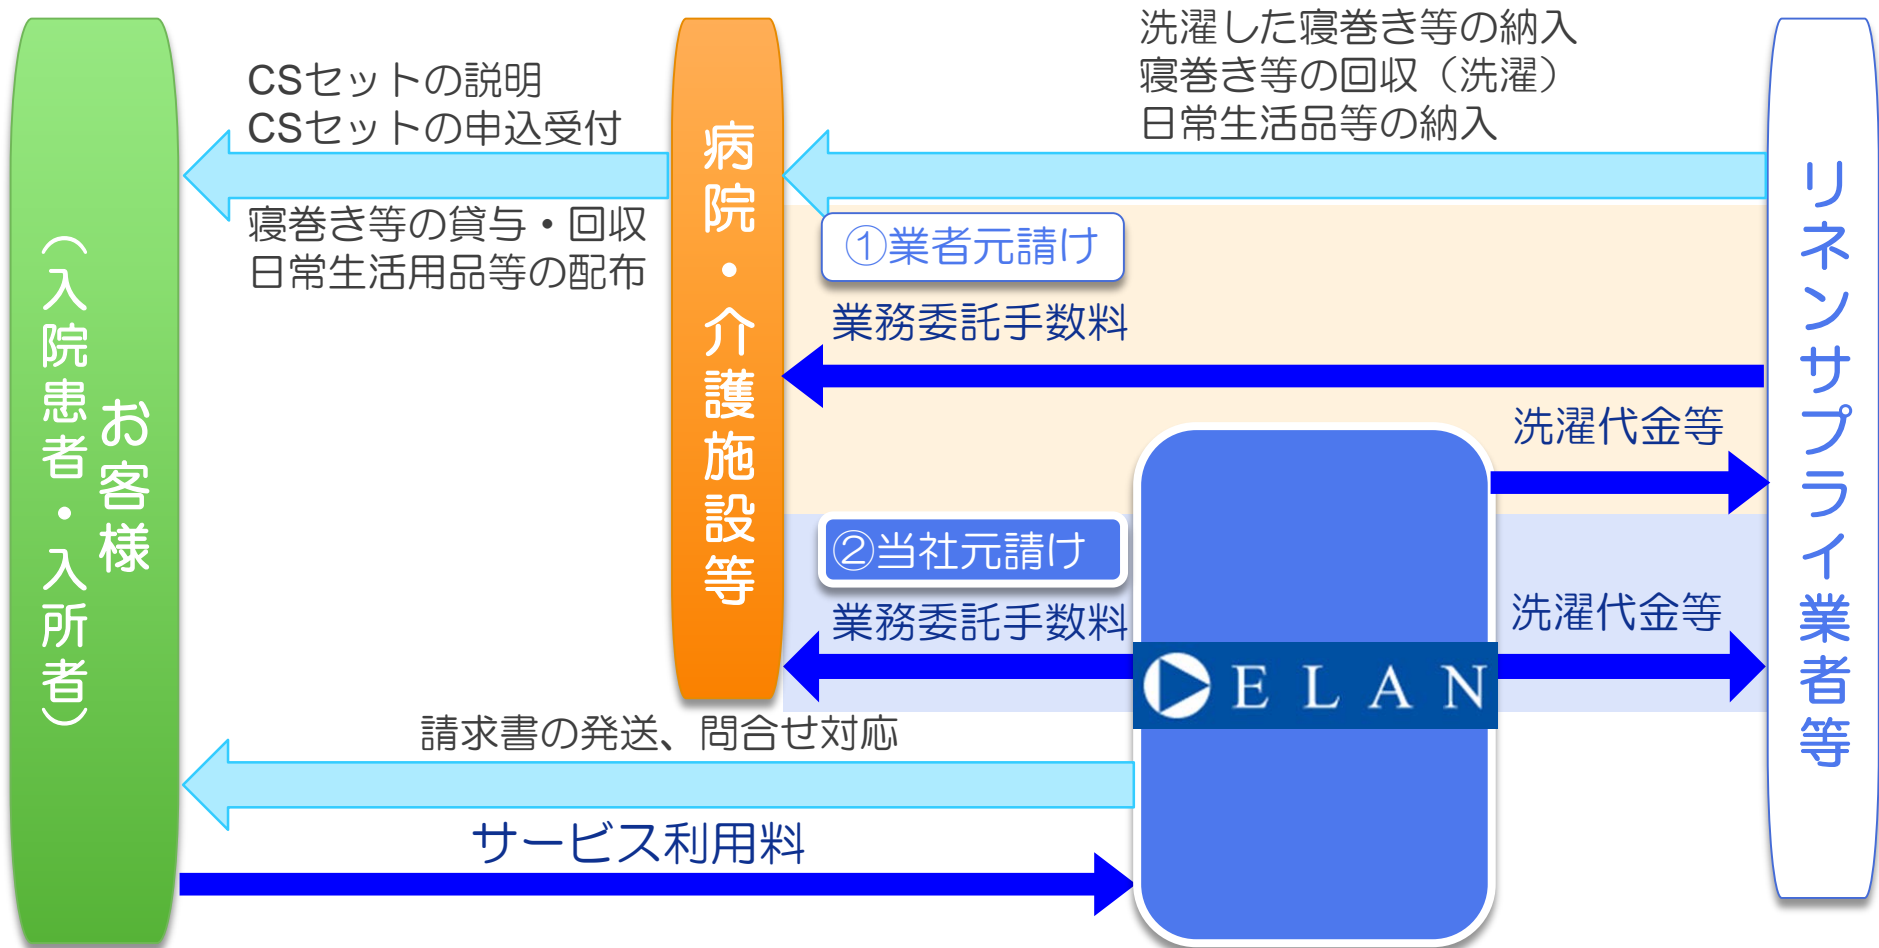 お客様
（入院患者・入所者）
CSセットの説明
CSセットの申込受付
寝巻き等の貸与・回収
日常生活用品等の配布
病院・介護施設等
洗濯した寝巻き等の納入
寝巻き等の回収（洗濯）
日常生活品等の納入
①業者元請け
業務委託手数料
洗濯代金等
②当社元請け
業務委託手数料
洗濯代金等
ELAN
リネンサプライ業者等
請求書の発送、問合せ対応
サービス利用料